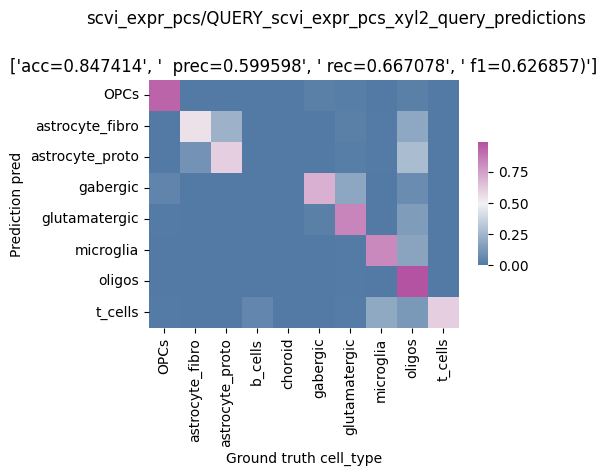 scvi_expr_pcs/QUERY_scvi_expr_pcs_xyl2_query_predictions
['acc=0.847414', '  prec=0.599598', ' rec=0.667078', ' f1=0.626857)']
Prediction pred
OPCs
astrocyte_fibro
astrocyte_proto
gabergic
glutamatergic
microglia
oligos
t_cells
OPCs
astrocyte_fibro
astrocyte_proto
b_cells
choroid
gabergic
glutamatergic
microglia
oligos
t_cells
Ground truth cell_type
0.75
0.50
0.25
0.00